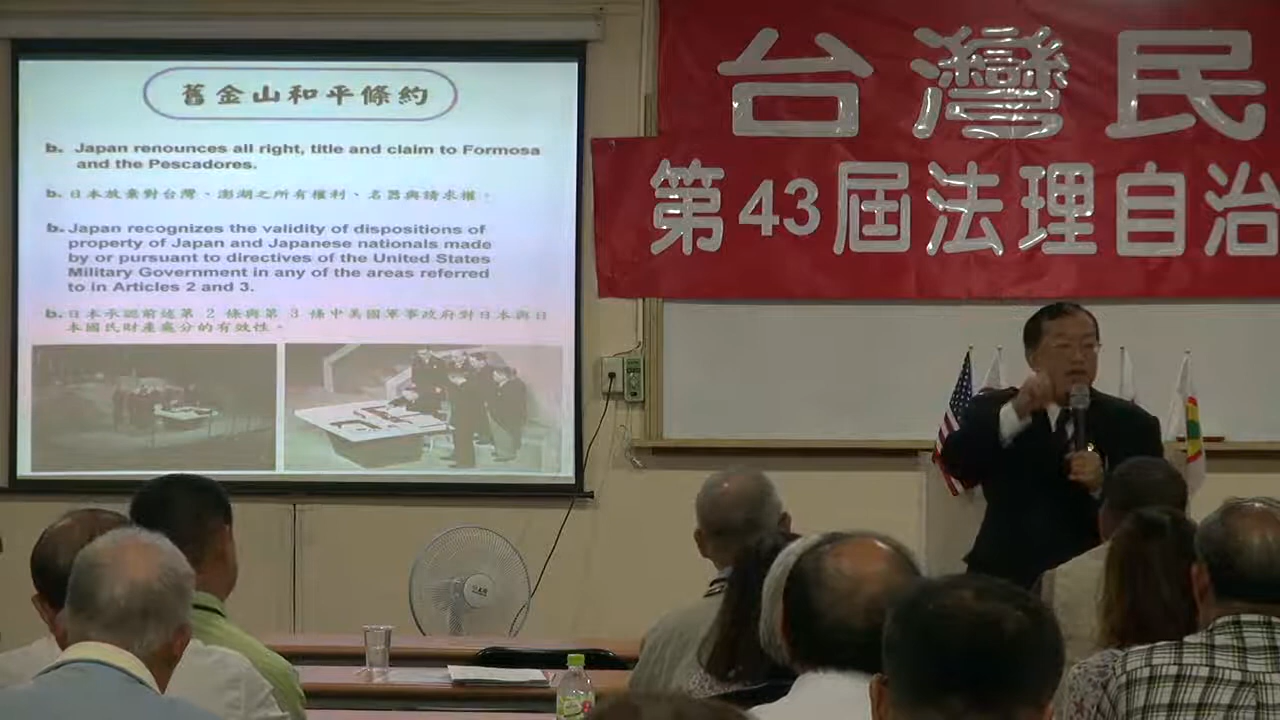 舊金山和平條約
b. Japan renounces all right, title and claim to Formosa
and the Pescadores.
b. 日本放棄對台灣、澎湖之所有權利、名器與請求權。
b. Japan recognizes the validity of dispositions of
property of Japan and Japanese nationals made
by or pursuant to directives of the United States
Military Government in any of the areas referred
to in Articles 2 and 3.
b. 日本承認前述第 2 條與第 3 條中美國軍事政府對日本與日
本國民財產處分的有效性。
台灣民
第43屆法理自治